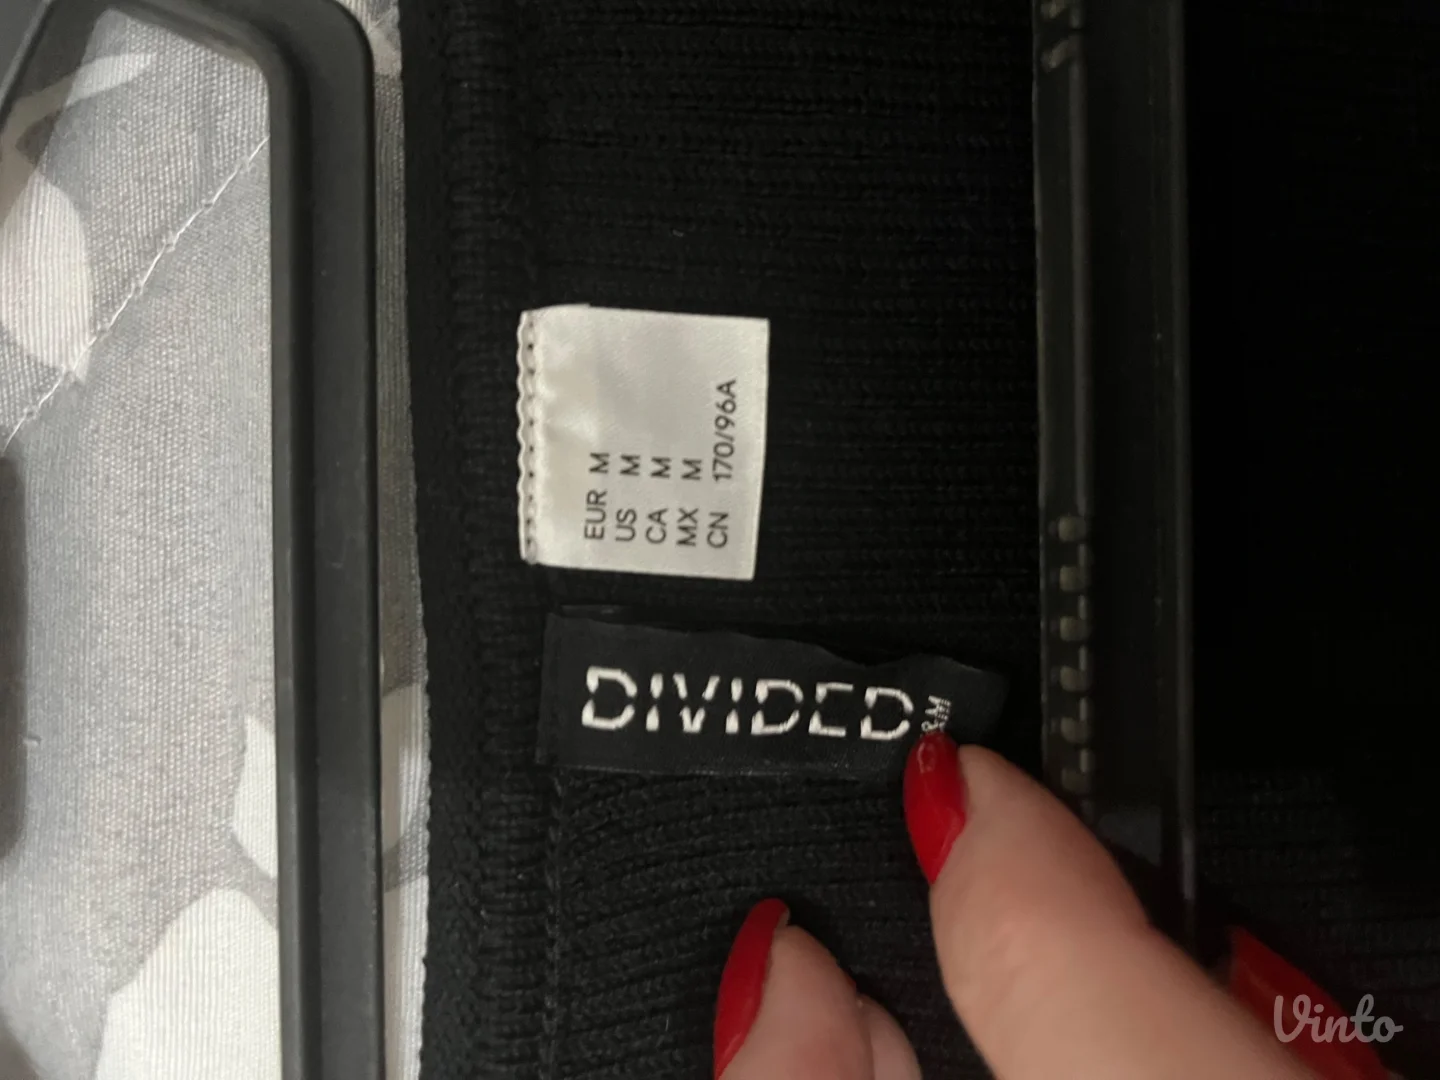 EUR M
US M
CA M
MX M
CN 170/96A
DIVIDED
&M
Vinto